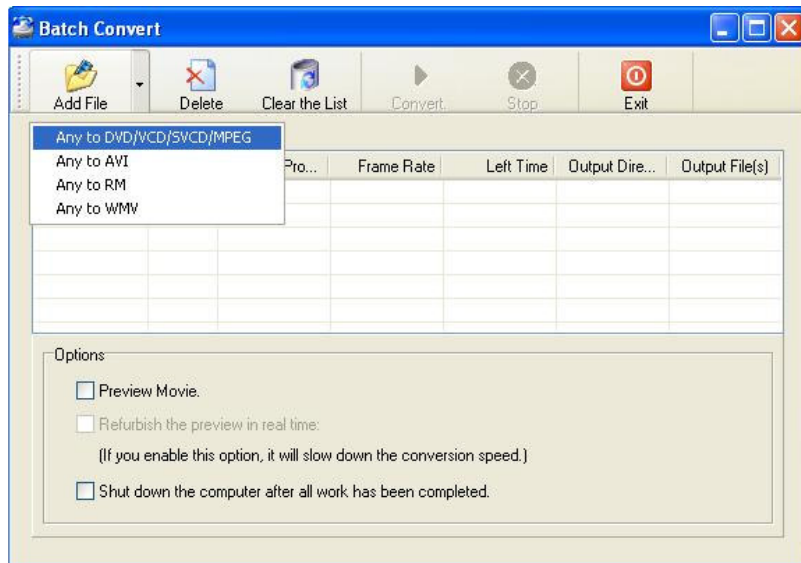 Batch Convert
Add File
Delete
Clear the List
Convert
Stop
Exit
Any to DVD/VCD/SVCD/MPEG
Any to AVI
Any to RM
Any to WMV
Pro...
Frame Rate
Left Time
Output Dire...
Output File(s)
Options
Preview Movie.
Refurbish the preview in real time:
(If you enable this option, it will slow down the conversion speed.)
Shut down the computer after all work has been completed.